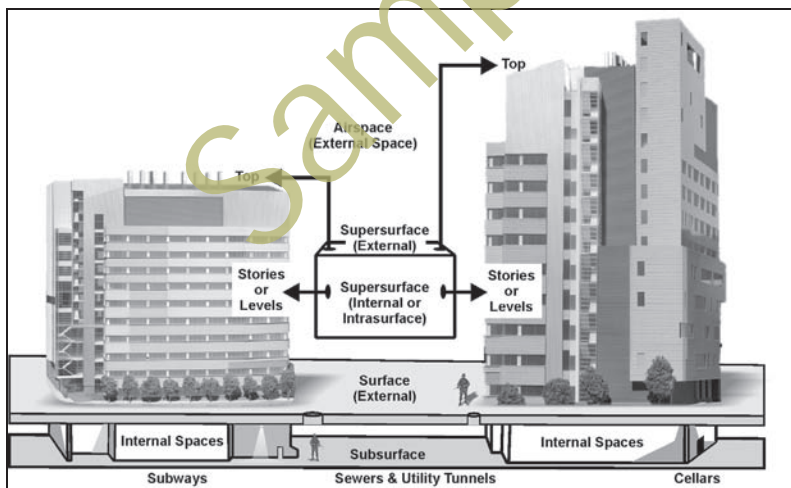 Samp
Top
Airspace
(External Space)
Top
Supersurface
(External)
Stories
or
Levels
Supersurface
(Internal or
Intrasurface)
Stories
or
Levels
Surface
(External)
Internal Spaces
Internal Spaces
Subsurface
Subways
Sewers & Utility Tunnels
Cellars